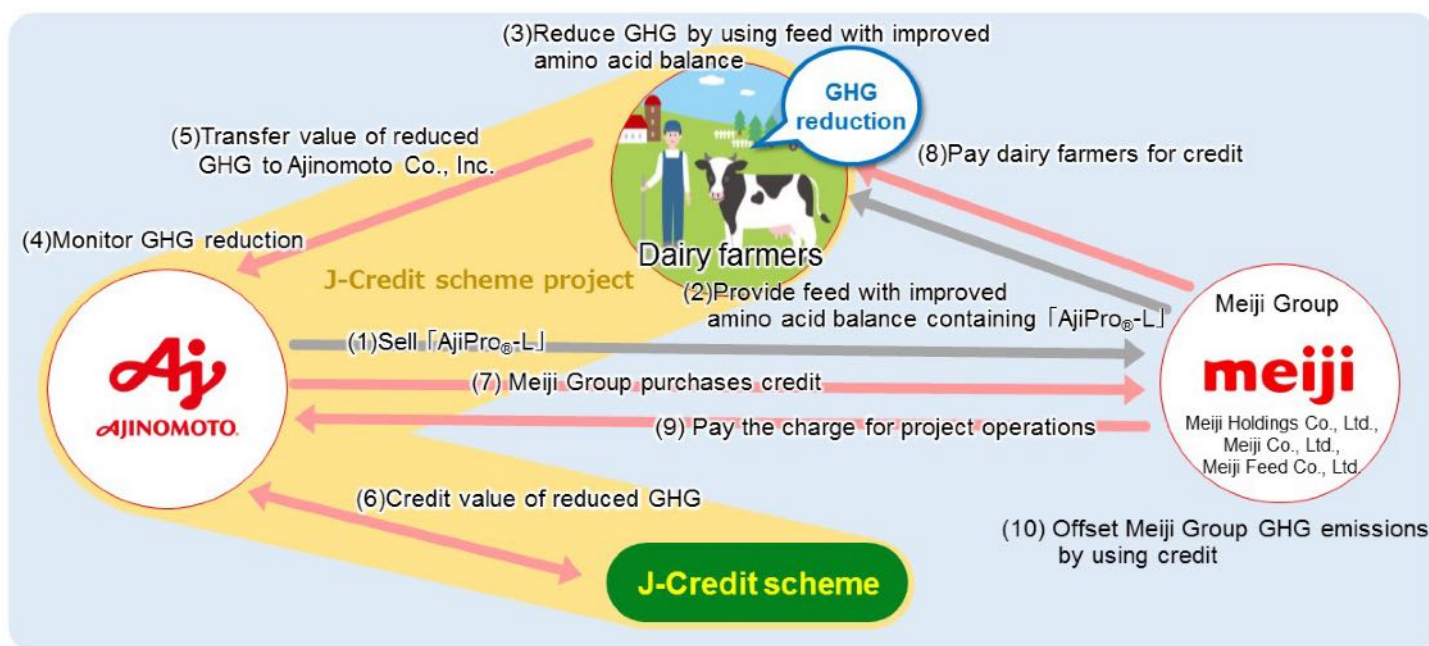 (3)Reduce GHG by using feed with improved
amino acid balance
GHG
reduction
(5)Transfer value of reduced
GHG to Ajinomoto Co., Inc.
(8)Pay dairy farmers for credit
(4)Monitor GHG reduction
Dairy farmers
J-Credit scheme project
(2)Provide feed with improved
amino acid balance containing「AjiPro®-L」
Meiji Group
(1)Sell「AjiPro®-L」
meiji
(7) Meiji Group purchases credit
Aj
AJINOMOTO.
(9) Pay the charge for project operations
Meiji Holdings Co., Ltd.,
Meiji Co., Ltd.,
Meiji Feed Co., Ltd.
(6)Credit value of reduced GHG
(10) Offset Meiji Group GHG emissions
by using credit
J-Credit scheme